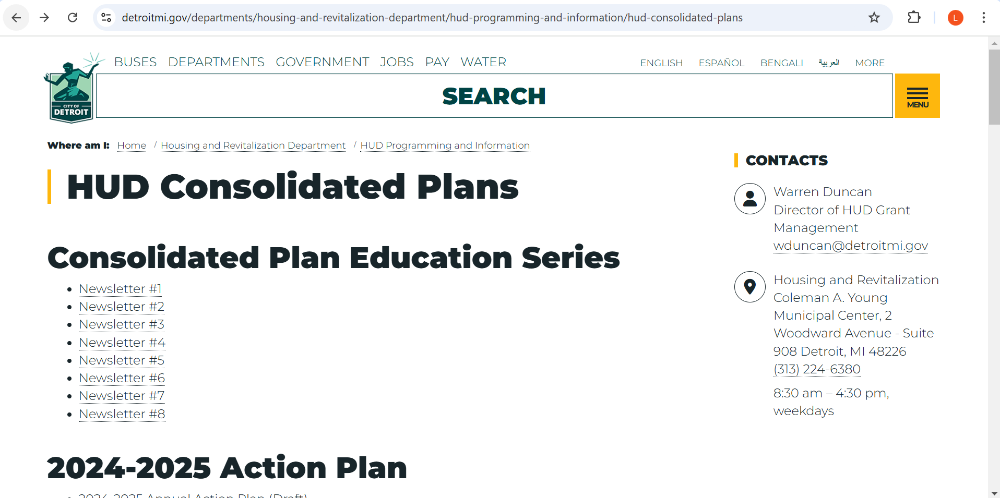 detroitmi.gov/departments/housing-and-revitalization-department/hud-programming-and-information/hud-consolidated-plans
L
BUSES DEPARTMENTS GOVERNMENT JOBS PAY WATER
ENGLISH ESPAÑOL BENGALI العربية MORE
CITY OF
DETROIT
SEARCH
MENU
Where am I: Home / Housing and Revitalization Department / HUD Programming and Information
HUD Consolidated Plans
Consolidated Plan Education Series
• Newsletter #1
• Newsletter #2
• Newsletter #3
• Newsletter #4
• Newsletter #5
• Newsletter #6
• Newsletter #7
• Newsletter #8
2024-2025 Action Plan
• 2024-2025 Annual Action Plan (Draft)
CONTACTS
Warren Duncan
Director of HUD Grant
Management
wduncan@detroitmi.gov
Housing and Revitalization
Coleman A. Young
Municipal Center, 2
Woodward Avenue - Suite
908 Detroit, MI 48226
(313) 224-6380
8:30 am – 4:30 pm,
weekdays